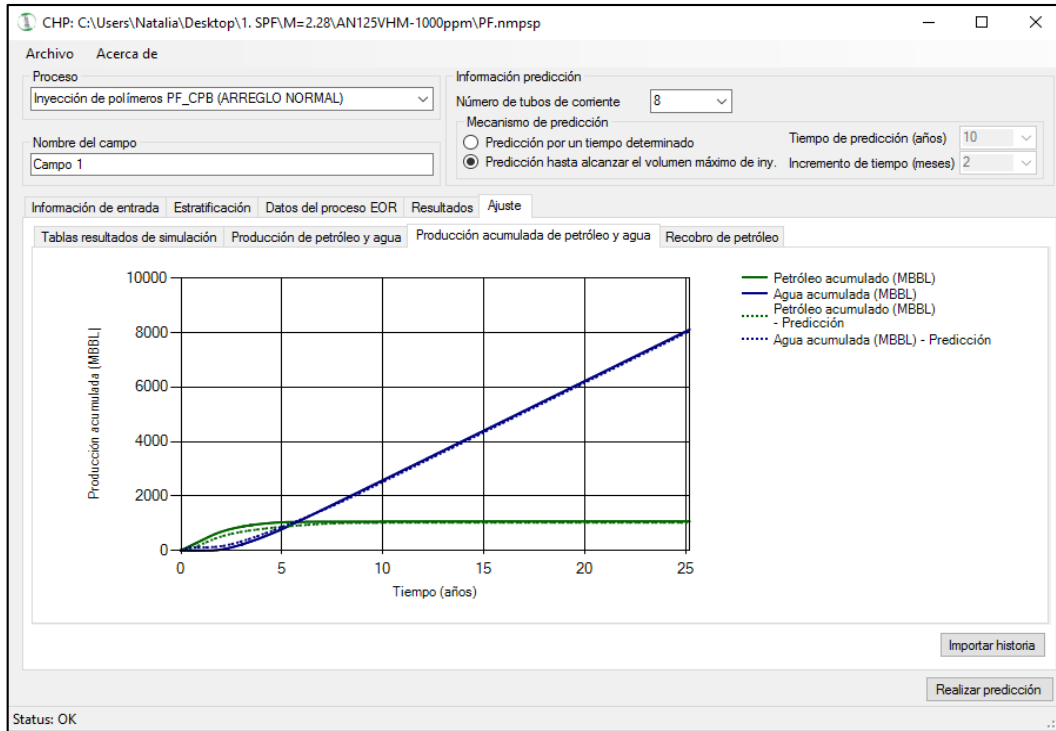 CHP: C:\Users\Natalia\Desktop\1. SPF\M=2.28\AN125VHM-1000ppm\PF.nmpsp
Archivo Acerca de
Proceso
Inyección de polímeros PF_CPB (ARREGLO NORMAL)
Nombre del campo
Campo 1
Información predicción
Número de tubos de corriente 8
Mecanismo de predicción
Predicción por un tiempo determinado
Predicción hasta alcanzar el volumen máximo de iny.
Tiempo de predicción (años) 10
Incremento de tiempo (meses) 2
Información de entrada Estratificación Datos del proceso EOR Resultados Ajuste
Tablas resultados de simulación Producción de petróleo y agua Producción acumulada de petróleo y agua Recobro de petróleo
Producción acumulada (MBBL)
10000
8000
6000
4000
2000
0
0 5 10 15 20 25
Tiempo (años)
Petróleo acumulado (MBBL)
Agua acumulada (MBBL)
Petróleo acumulado (MBBL)
- Predicción
Agua acumulada (MBBL) - Predicción
Importar historia
Realizar predicción
Status: OK